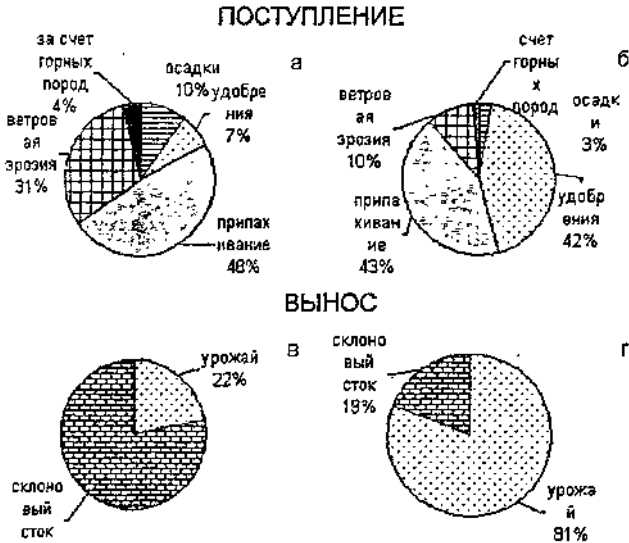 ПОСТУПЛЕНИЕ
а
за счет
горных
пород
4%
осадки
10%
удобре
ния
7%
ветров
ая
эрозия
31%
припах
ивание
48%
б
счет
горны
х
пород
осадк
и
3%
ветров
ая
эрозия
10%
удобр
ения
42%
припа
хиван
ие
43%
ВЫНОС
в
урожай
22%
склоно
вый
сток
г
склоно
вый
сток
19%
урожа
й
81%